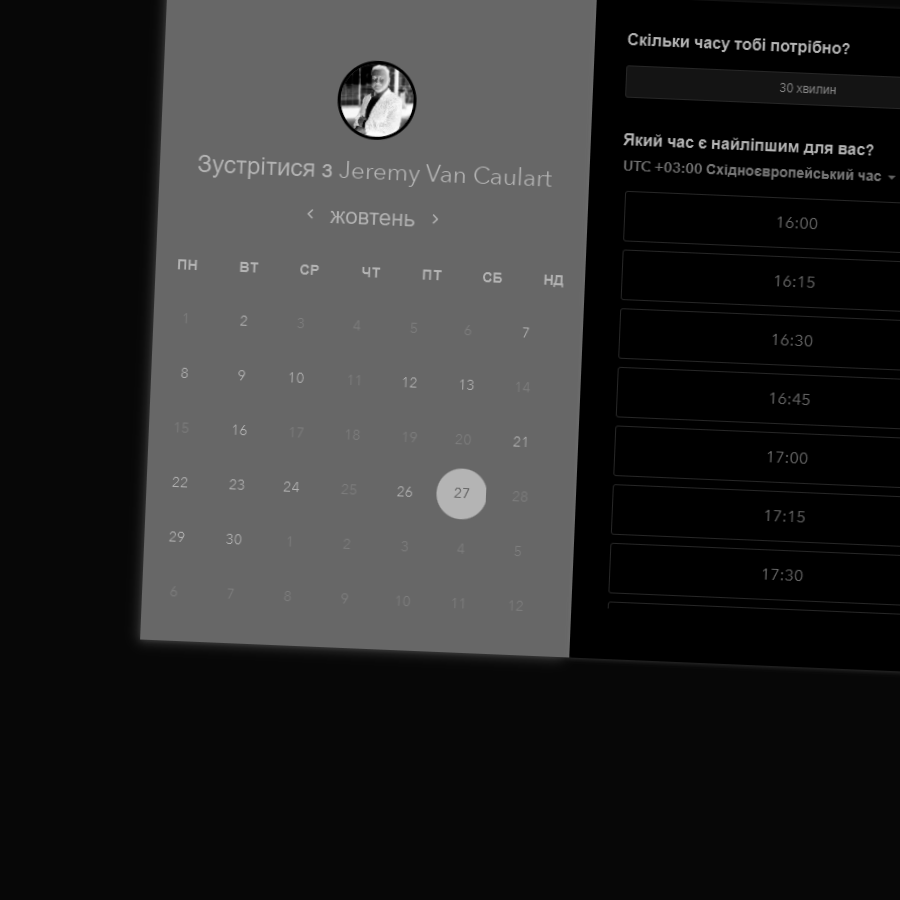 Зустрітися з Jeremy Van Caulart
жовтень
ПН ВТ СР ЧТ ПТ СБ НД
1 2 3 4 5 6 7
8 9 10 11 12 13 14
15 16 17 18 19 20 21
22 23 24 25 26 27 28
29 30 1 2 3 4 5
6 7 8 9 10 11 12
Скільки часу тобі потрібно?
30 хвилин
Який час є найліпшим для вас?
UTC +03:00 Східноєвропейський час
16:00
16:15
16:30
16:45
17:00
17:15
17:30